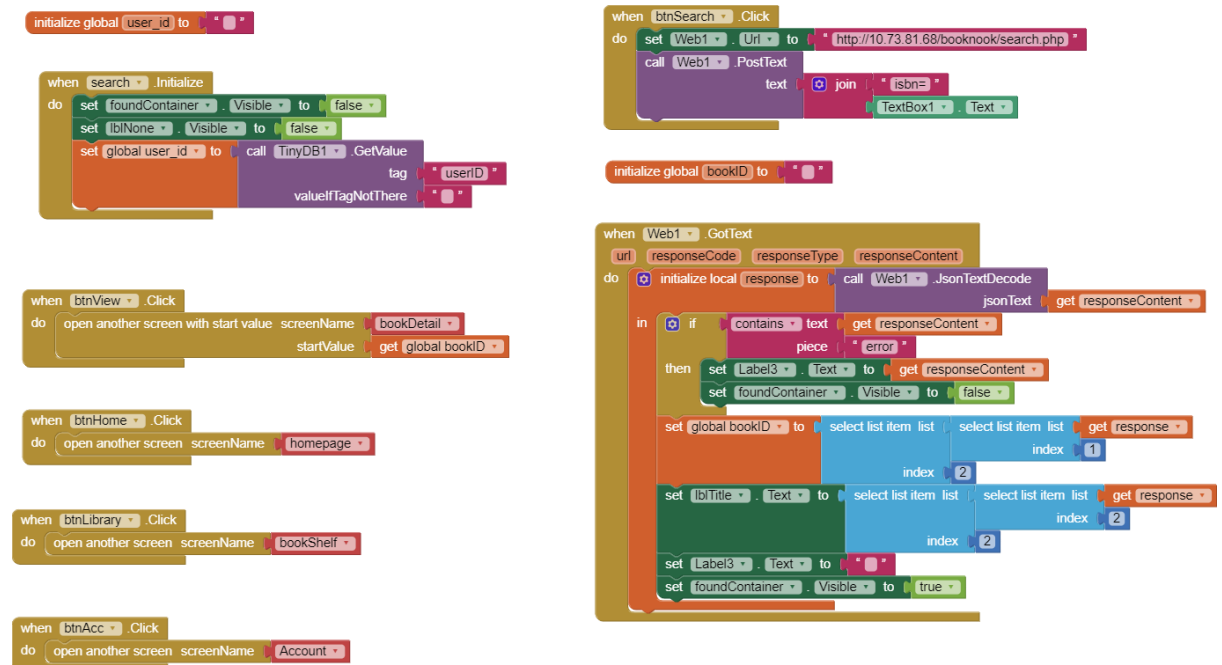 initialize global user_id to " "
when search .Initialize
do set foundContainer . Visible to false
set lblNone . Visible to false
set global user_id to call TinyDB1 .GetValue
tag " userID "
valueIfTagNotThere " "
when btnView .Click
do open another screen with start value screenName bookDetail
startValue get global bookID
when btnHome .Click
do open another screen screenName homepage
when btnLibrary .Click
do open another screen screenName bookShelf
when btnAcc .Click
do open another screen screenName Account
when btnSearch .Click
do set Web1 . Url to " http://10.73.81.68/booknook/search.php "
call Web1 .PostText
text join " isbn= "
TextBox1 . Text
initialize global bookID to " "
when Web1 .GotText
url responseCode responseType responseContent
do initialize local response to call Web1 .JsonTextDecode
jsonText get responseContent
in if contains text get responseContent
piece " error "
then set Label3 . Text to get responseContent
set foundContainer . Visible to false
set global bookID to select list item list select list item list get response
index 1
index 2
set lblTitle . Text to select list item list select list item list get response
index 2
index 2
set Label3 . Text to " "
set foundContainer . Visible to true